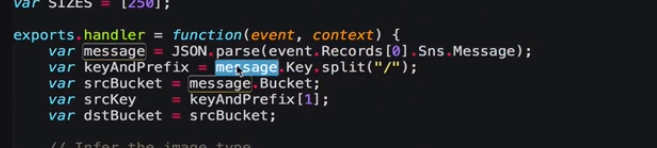 var SIZES = [250];
exports.handler = function(event, context) {
var message = JSON.parse(event.Records[0].Sns.Message);
var keyAndPrefix = message.Key.split("/");
var srcBucket = message.Bucket;
var srcKey = keyAndPrefix[1];
var dstBucket = srcBucket;
// Infer the image type